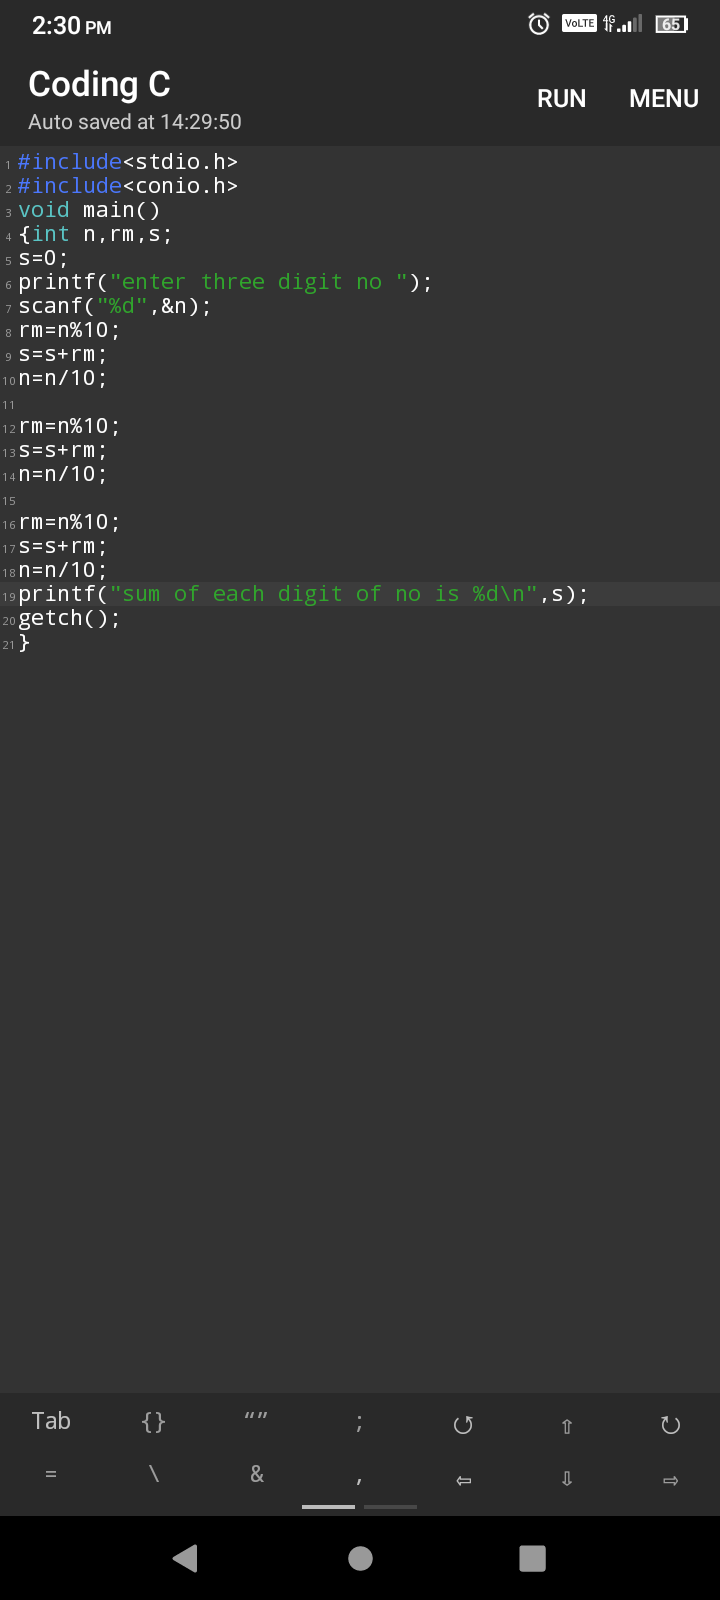 2:30 PM VoLTE 4G 65
Coding C
Auto saved at 14:29:50
RUN MENU
1 #include<stdio.h>
2 #include<conio.h>
3 void main()
4 {int n,rm,s;
5 s=0;
6 printf("enter three digit no ");
7 scanf("%d",&n);
8 rm=n%10;
9 s=s+rm;
10 n=n/10;
11
12 rm=n%10;
13 s=s+rm;
14 n=n/10;
15
16 rm=n%10;
17 s=s+rm;
18 n=n/10;
19 printf("sum of each digit of no is %d\n",s);
20 getch();
21 }
Tab {} “” ; ↺ ⇧ ↻
= \ & , ⇦ ⇩ ⇨